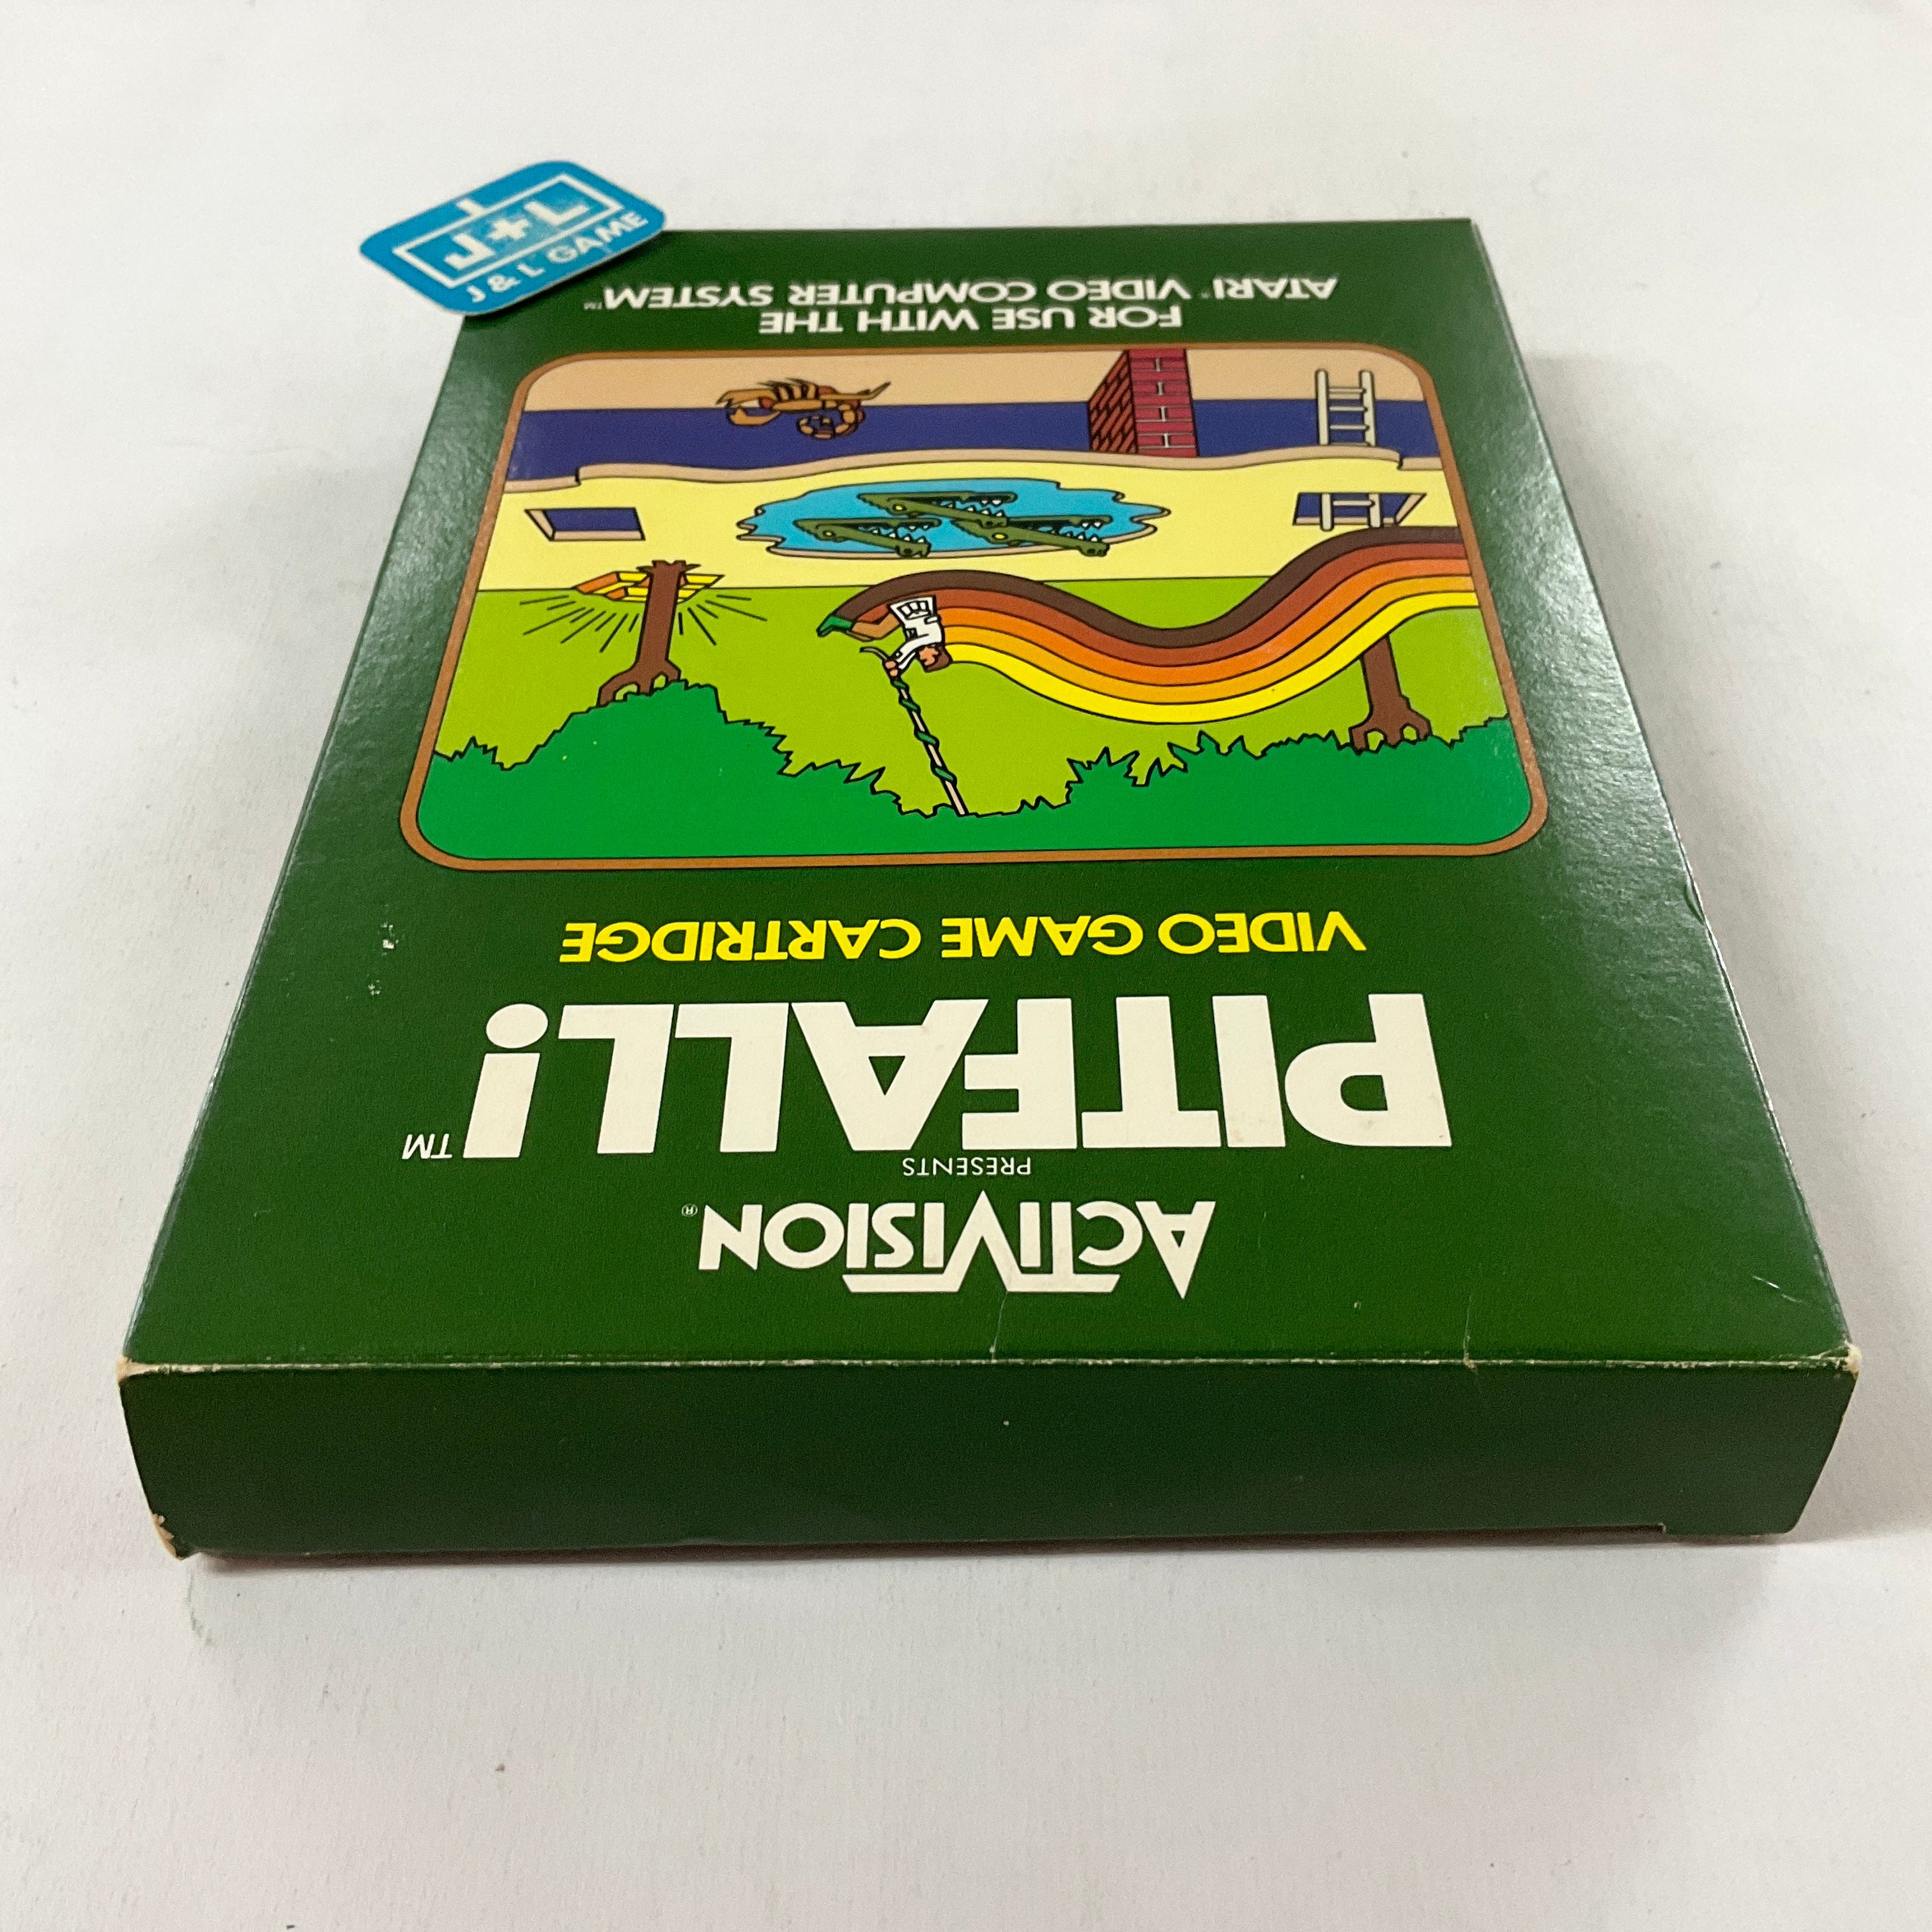 ACTIVISION®
PRESENTS
PITFALL!™
VIDEO GAME CARTRIDGE
FOR USE WITH THE
ATARI® VIDEO COMPUTER SYSTEM™
J+L
J & L GAME